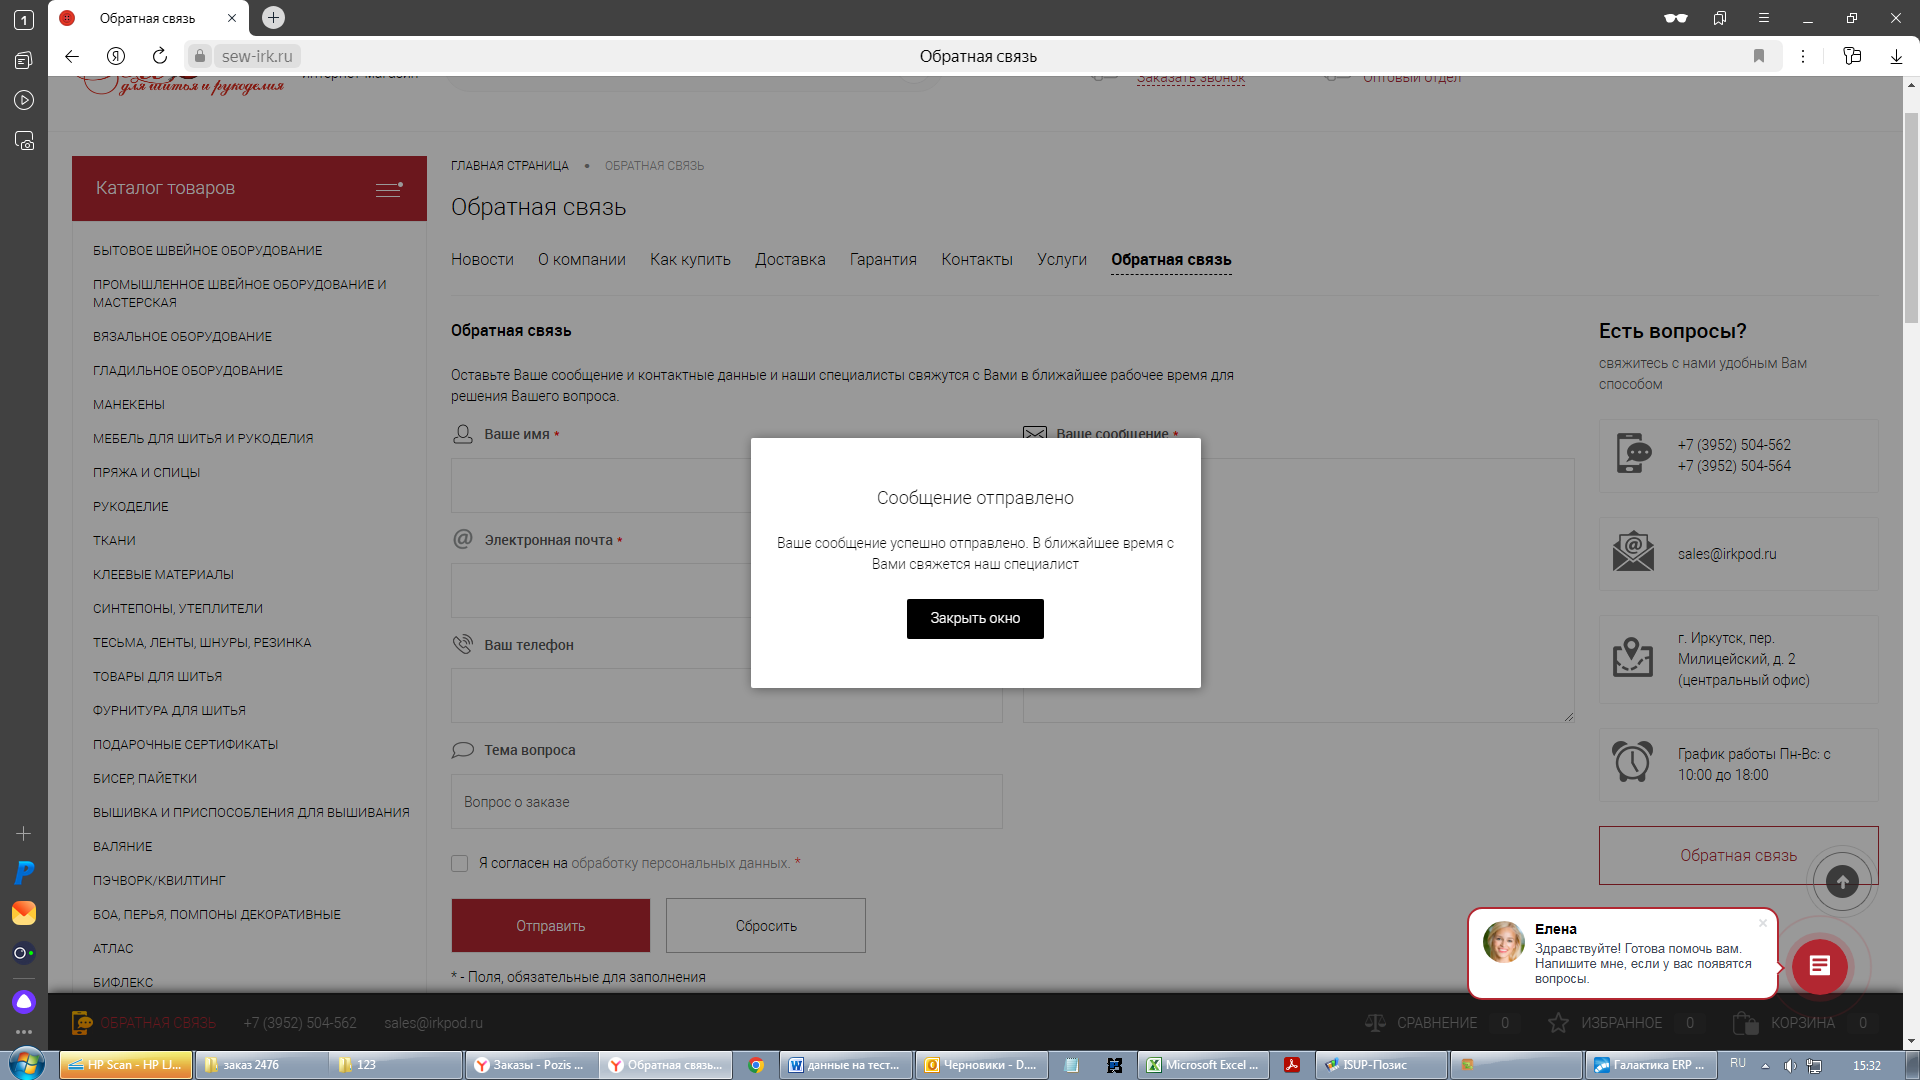 1
Обратная связь
sew-irk.ru
Обратная связь
для шитья и рукоделия
интернет-магазин
Заказать звонок
Оптовый отдел
Каталог товаров
БЫТОВОЕ ШВЕЙНОЕ ОБОРУДОВАНИЕ
ПРОМЫШЛЕННОЕ ШВЕЙНОЕ ОБОРУДОВАНИЕ И
МАСТЕРСКАЯ
ВЯЗАЛЬНОЕ ОБОРУДОВАНИЕ
ГЛАДИЛЬНОЕ ОБОРУДОВАНИЕ
МАНЕКЕНЫ
МЕБЕЛЬ ДЛЯ ШИТЬЯ И РУКОДЕЛИЯ
ПРЯЖА И СПИЦЫ
РУКОДЕЛИЕ
ТКАНИ
КЛЕЕВЫЕ МАТЕРИАЛЫ
СИНТЕПОНЫ, УТЕПЛИТЕЛИ
ТЕСЬМА, ЛЕНТЫ, ШНУРЫ, РЕЗИНКА
ТОВАРЫ ДЛЯ ШИТЬЯ
ФУРНИТУРА ДЛЯ ШИТЬЯ
ПОДАРОЧНЫЕ СЕРТИФИКАТЫ
БИСЕР, ПАЙЕТКИ
ВЫШИВКА И ПРИСПОСОБЛЕНИЯ ДЛЯ ВЫШИВАНИЯ
ВАЛЯНИЕ
ПЭЧВОРК/КВИЛТИНГ
БОА, ПЕРЬЯ, ПОМПОНЫ ДЕКОРАТИВНЫЕ
АТЛАС
БИФЛЕКС
ГЛАВНАЯ СТРАНИЦА • ОБРАТНАЯ СВЯЗЬ
Обратная связь
Новости О компании Как купить Доставка Гарантия Контакты Услуги Обратная связь
Обратная связь
Оставьте Ваше сообщение и контактные данные и наши специалисты свяжутся с Вами в ближайшее рабочее время для
решения Вашего вопроса.
Ваше имя *
Ваше сообщение *
Электронная почта *
Ваш телефон
Тема вопроса
Вопрос о заказе
Я согласен на обработку персональных данных. *
Отправить
Сбросить
* - Поля, обязательные для заполнения
Сообщение отправлено
Ваше сообщение успешно отправлено. В ближайшее время с
Вами свяжется наш специалист
Закрыть окно
Есть вопросы?
свяжитесь с нами удобным Вам
способом
+7 (3952) 504-562
+7 (3952) 504-564
sales@irkpod.ru
г. Иркутск, пер.
Милицейский, д. 2
(центральный офис)
График работы Пн-Вс: с
10:00 до 18:00
Обратная связь
Елена
Здравствуйте! Готова помочь вам.
Напишите мне, если у вас появятся
вопросы.
ОБРАТНАЯ СВЯЗЬ +7 (3952) 504-562 sales@irkpod.ru
СРАВНЕНИЕ 0 ИЗБРАННОЕ 0 КОРЗИНА 0
HP Scan - HP LJ... заказ 2476 123 Заказы - Pozis ... Обратная связь... данные на тест... Черновики - D.... Microsoft Excel ... ISUP-Позис Галактика ERP ... RU 15:32